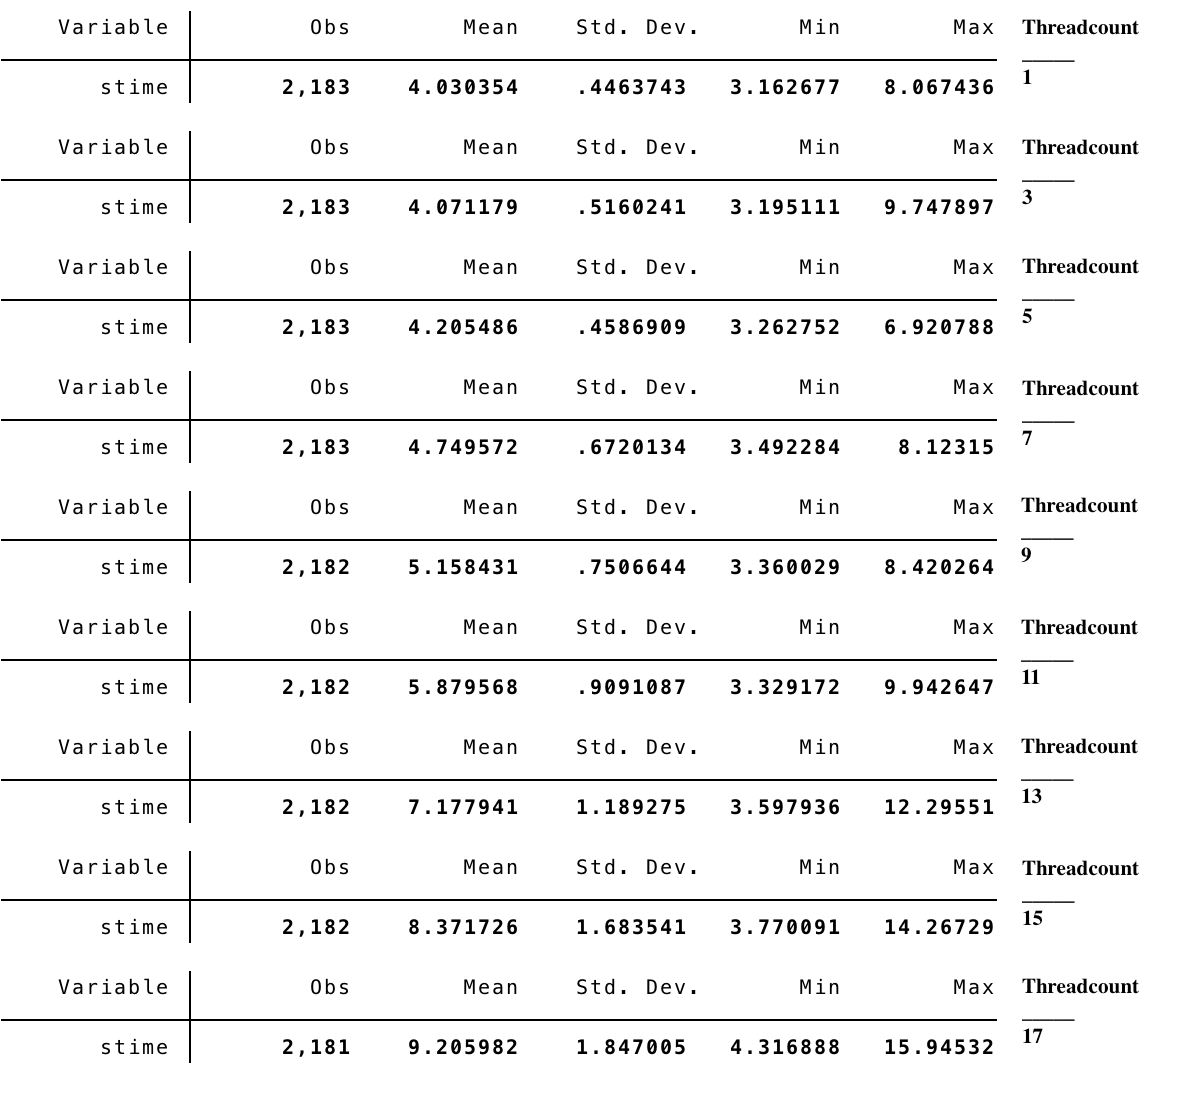 Variable Obs Mean Std. Dev. Min Max Threadcount
stime 2,183 4.030354 .4463743 3.162677 8.067436 1
Variable Obs Mean Std. Dev. Min Max Threadcount
stime 2,183 4.071179 .5160241 3.195111 9.747897 3
Variable Obs Mean Std. Dev. Min Max Threadcount
stime 2,183 4.205486 .4586909 3.262752 6.920788 5
Variable Obs Mean Std. Dev. Min Max Threadcount
stime 2,183 4.749572 .6720134 3.492284 8.12315 7
Variable Obs Mean Std. Dev. Min Max Threadcount
stime 2,182 5.158431 .7506644 3.360029 8.420264 9
Variable Obs Mean Std. Dev. Min Max Threadcount
stime 2,182 5.879568 .9091087 3.329172 9.942647 11
Variable Obs Mean Std. Dev. Min Max Threadcount
stime 2,182 7.177941 1.189275 3.597936 12.29551 13
Variable Obs Mean Std. Dev. Min Max Threadcount
stime 2,182 8.371726 1.683541 3.770091 14.26729 15
Variable Obs Mean Std. Dev. Min Max Threadcount
stime 2,181 9.205982 1.847005 4.316888 15.94532 17